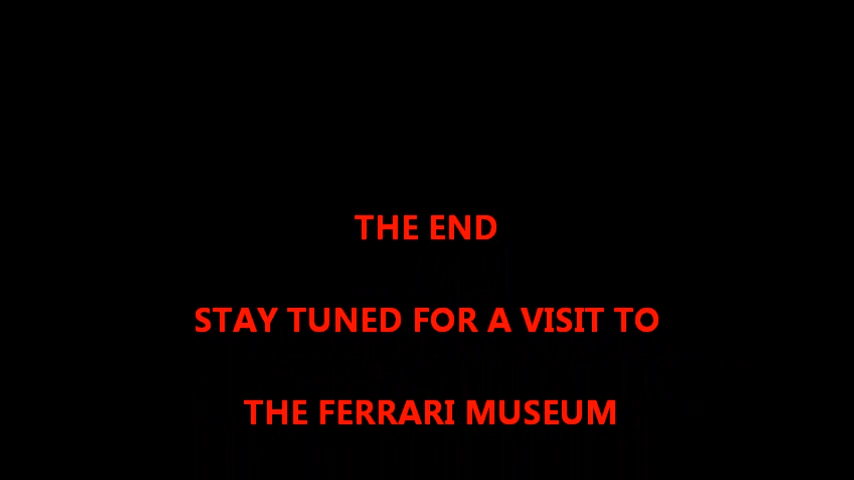 THE END
STAY TUNED FOR A VISIT TO
THE FERRARI MUSEUM